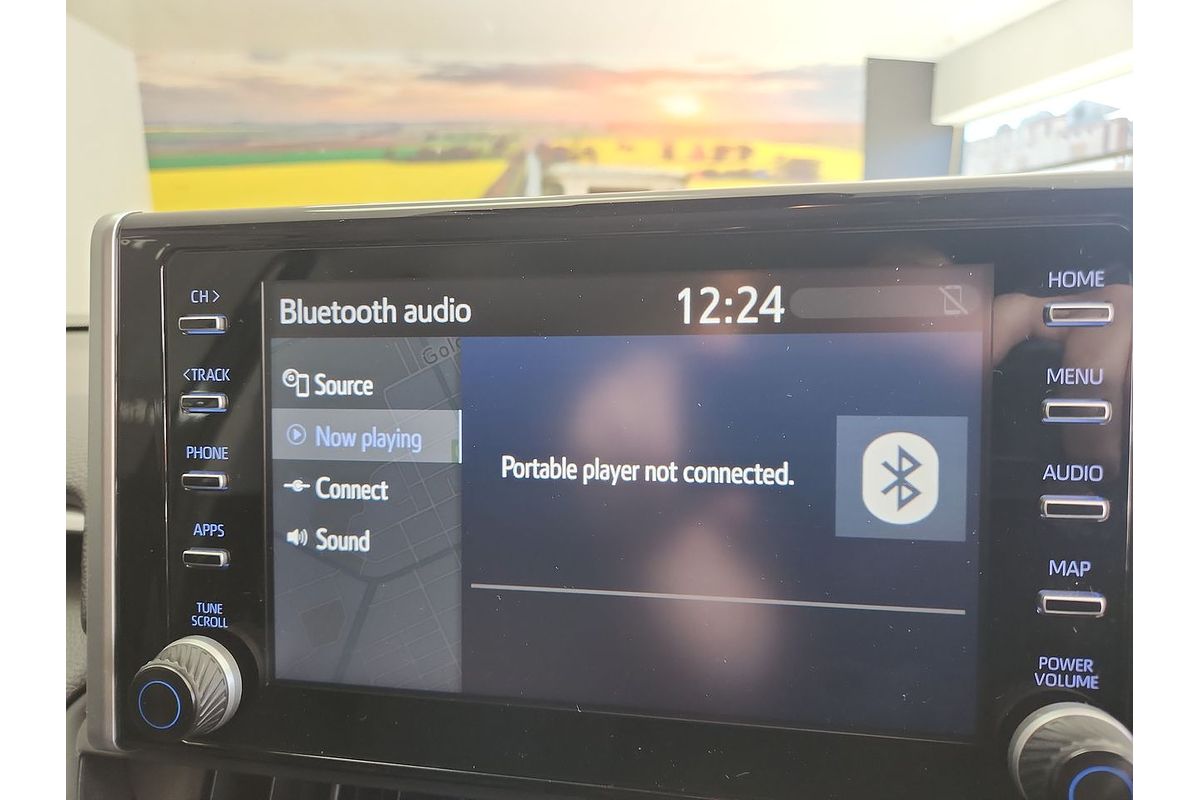 CH >
<TRACK
PHONE
APPS
TUNE
SCROLL
Bluetooth audio
12:24
Source
Now playing
Connect
Sound
Portable player not connected.
HOME
MENU
AUDIO
MAP
POWER
VOLUME